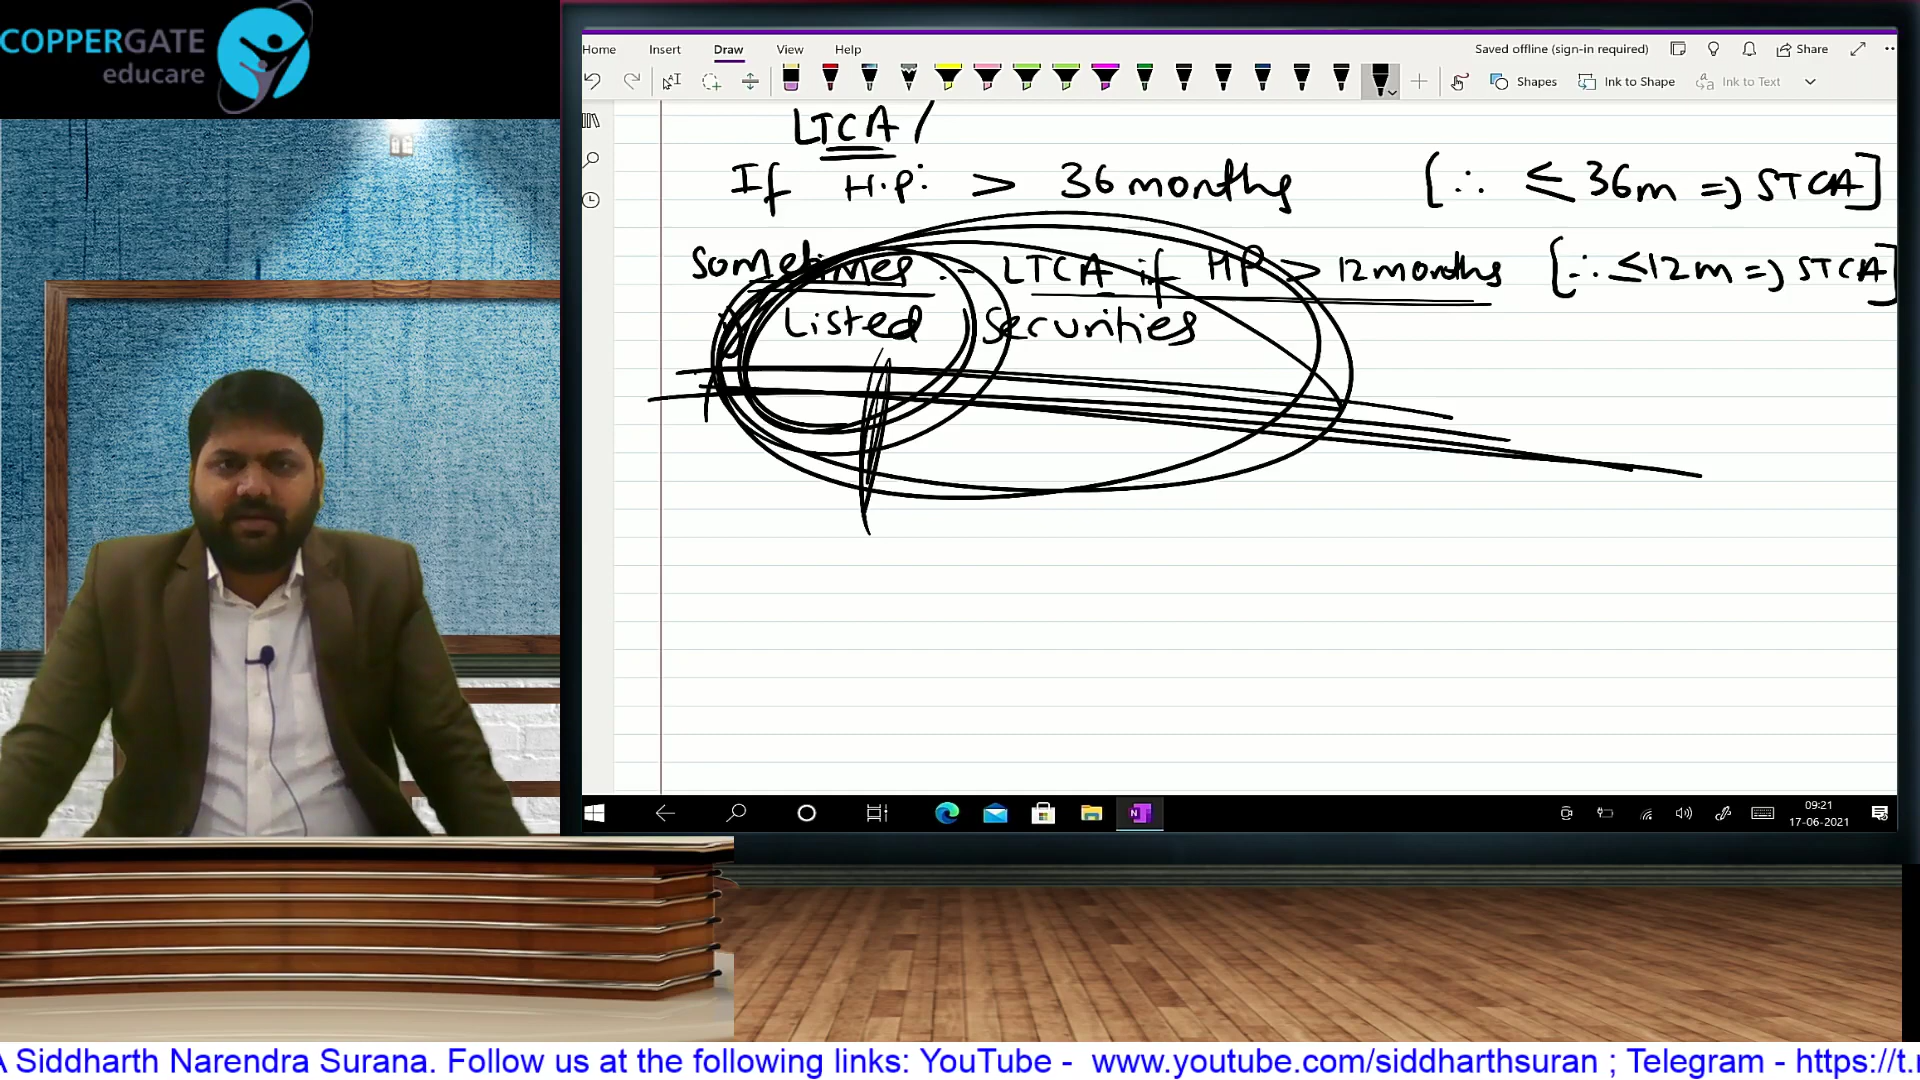 COPPERGATE
educare
Home Insert Draw View Help Saved offline (sign-in required) Share
Shapes Ink to Shape Ink to Text
LTCA /
If H.P. > 36 months [∴ ≤ 36m => STCA]
Sometimes :- LTCA if HP > 12 months [∴ ≤12m => STCA]
Listed Securities
09:21
17-06-2021
A Siddharth Narendra Surana. Follow us at the following links: YouTube - www.youtube.com/siddharthsuran ; Telegram - https://t.